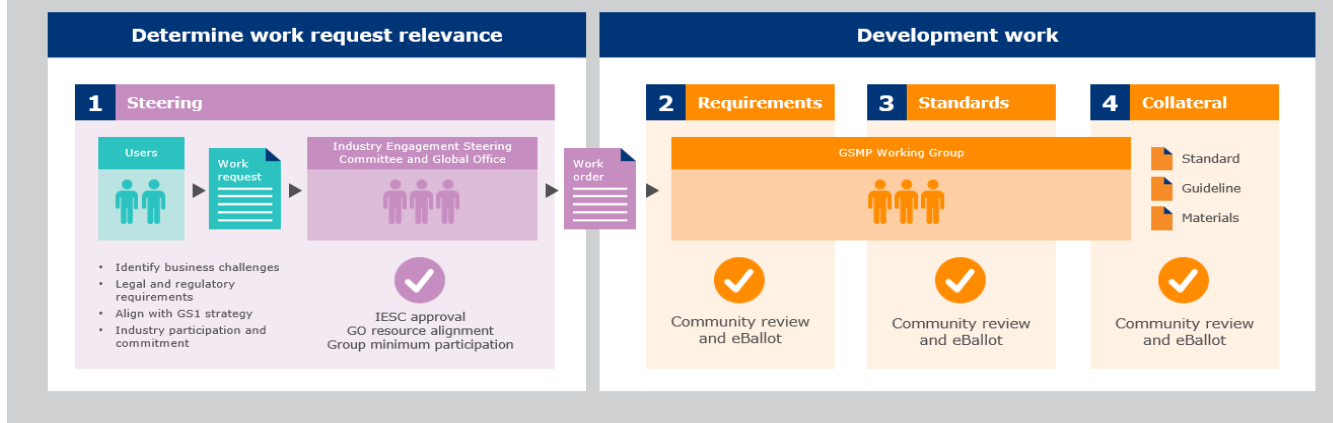 Determine work request relevance
Development work
1 Steering
2 Requirements
3 Standards
4 Collateral
Users
Work
request
Industry Engagement Steering
Committee and Global Office
Work
order
GSMP Working Group
Standard
Guideline
Materials
• Identify business challenges
• Legal and regulatory
requirements
• Align with GS1 strategy
• Industry participation and
commitment
IESC approval
GO resource alignment
Group minimum participation
Community review
and eBallot
Community review
and eBallot
Community review
and eBallot